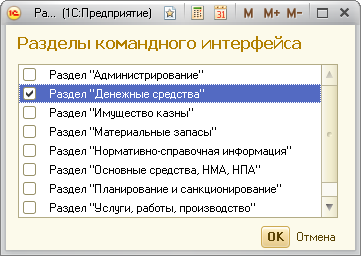 Ра... (1С:Предприятие)
M M+ M-
Разделы командного интерфейса
Раздел "Администрирование"
Раздел "Денежные средства"
Раздел "Имущество казны"
Раздел "Материальные запасы"
Раздел "Нормативно-справочная информация"
Раздел "Основные средства, НМА, НПА"
Раздел "Планирование и санкционирование"
Раздел "Услуги, работы, производство"
ОК Отмена